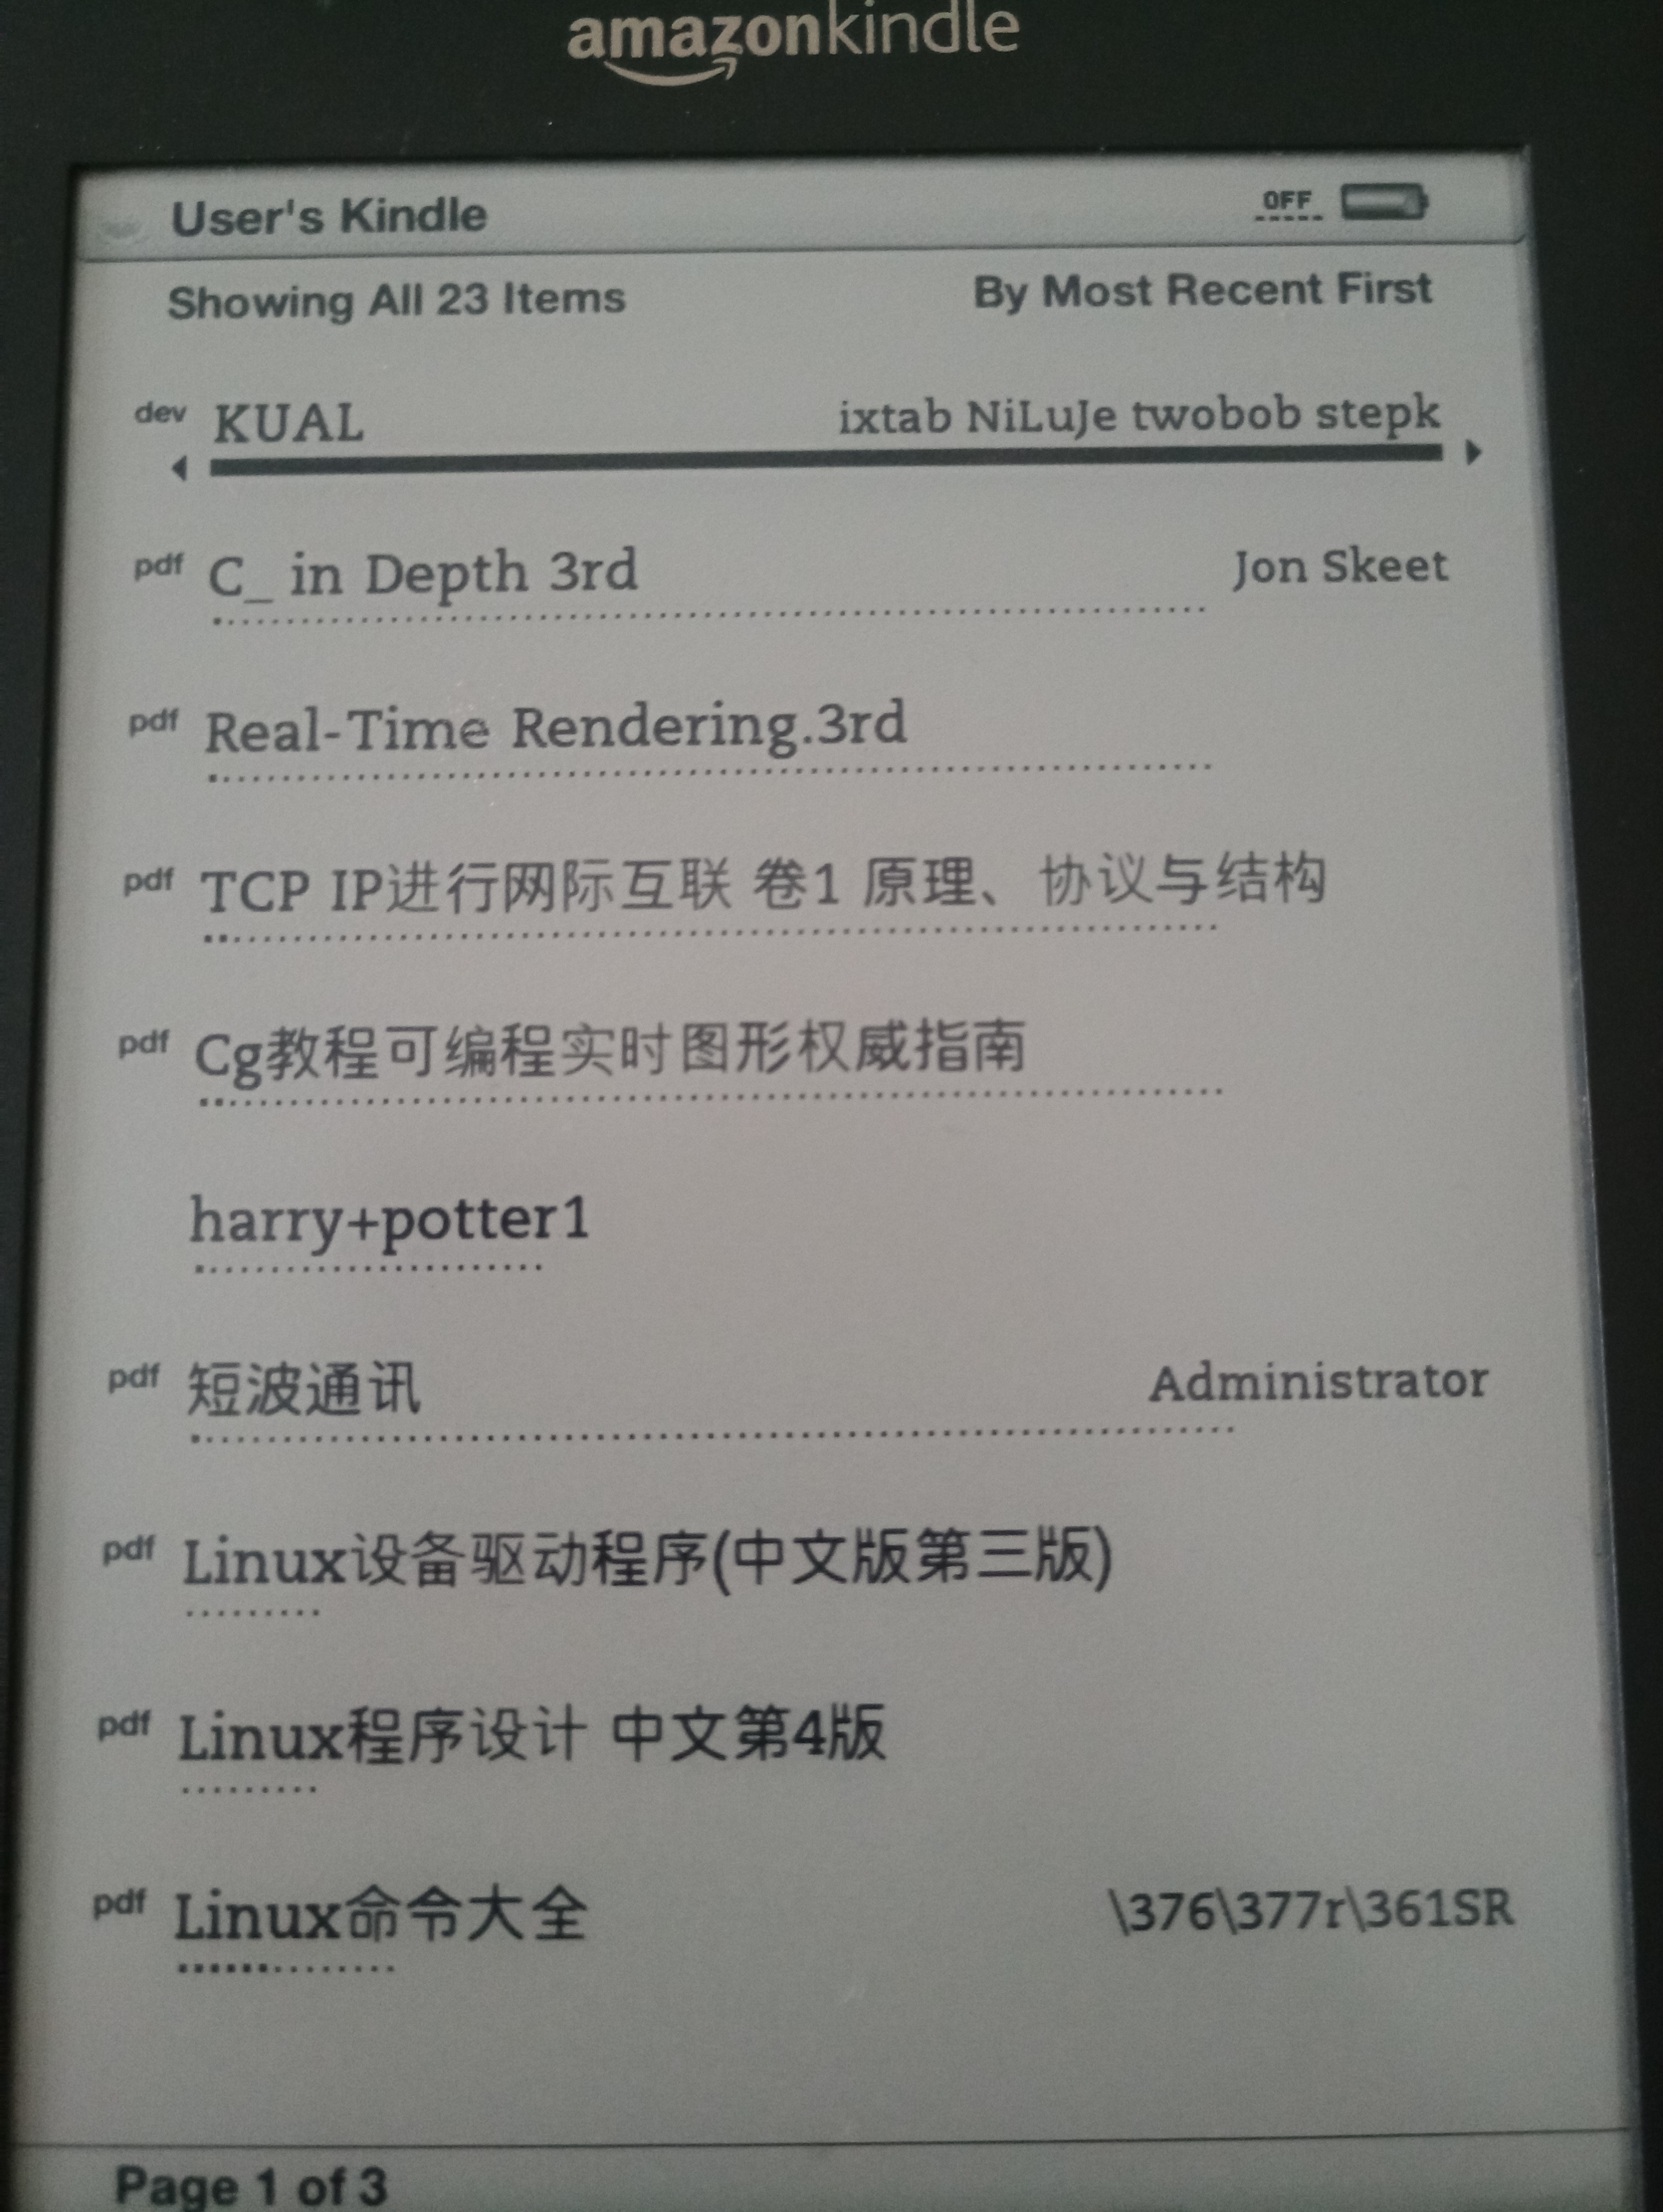 amazonkindle
User's Kindle OFF
Showing All 23 Items By Most Recent First
dev KUAL ixtab NiLuJe twobob stepk
pdf C_ in Depth 3rd Jon Skeet
pdf Real-Time Rendering.3rd
pdf TCP IP进行网际互联 卷1 原理、协议与结构
pdf Cg教程可编程实时图形权威指南
harry+potter1
pdf 短波通讯 Administrator
pdf Linux设备驱动程序(中文版第三版)
pdf Linux程序设计 中文第4版
pdf Linux命令大全 \376\377r\361SR
Page 1 of 3